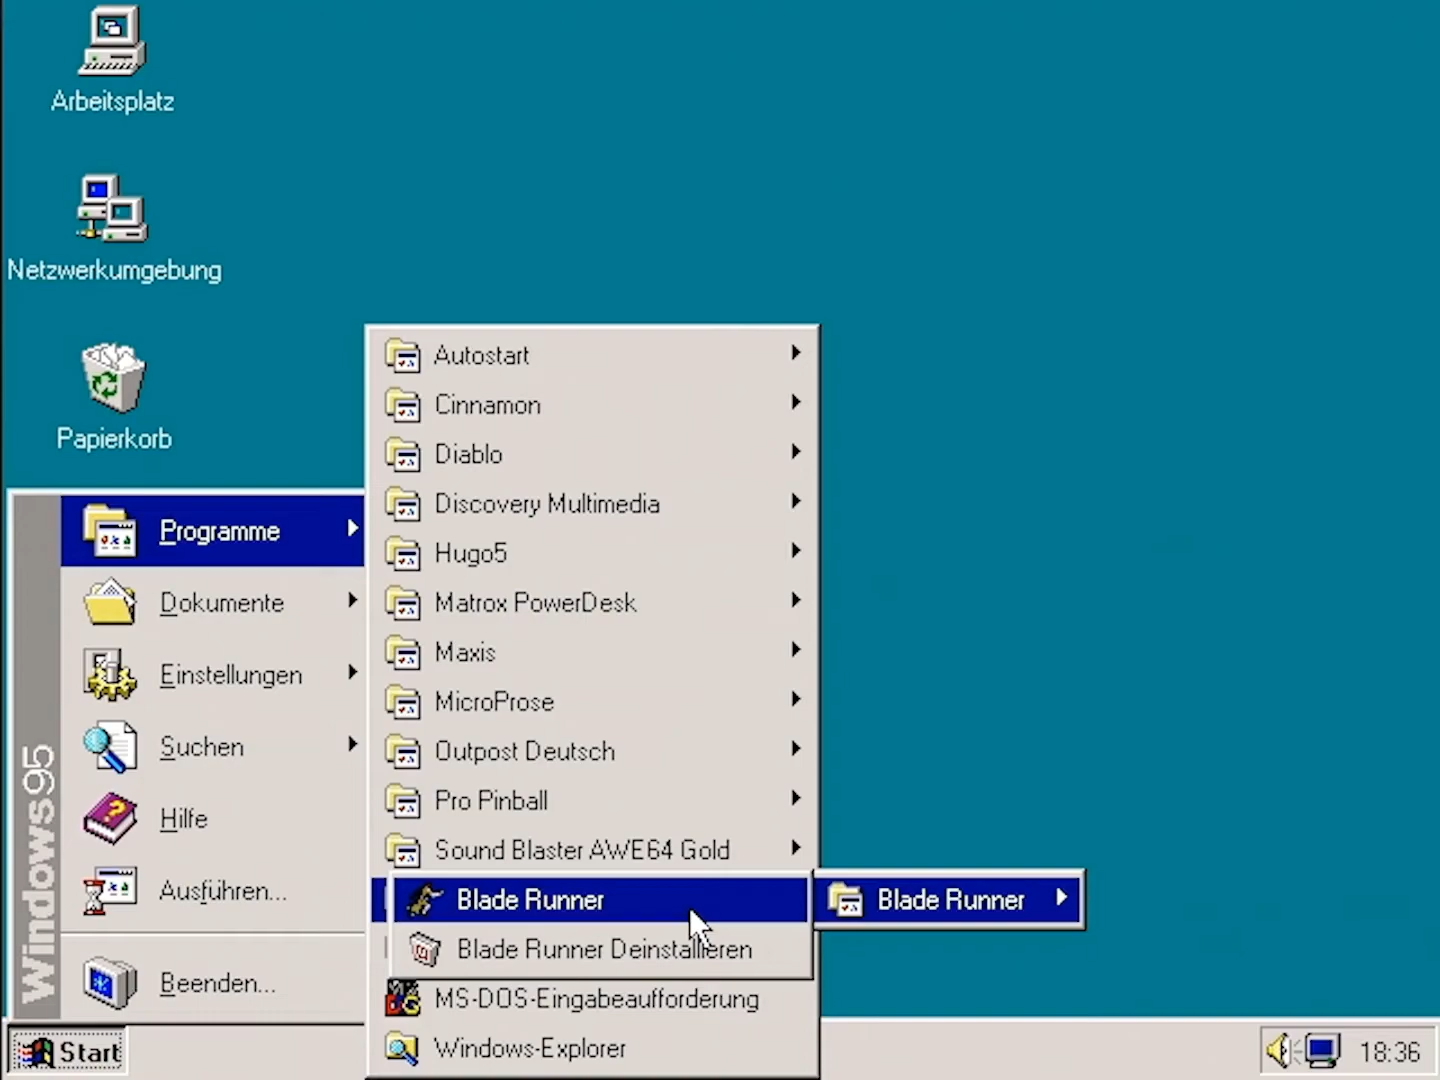 Arbeitsplatz
Netzwerkumgebung
Papierkorb
Programme
Dokumente
Einstellungen
Suchen
Hilfe
Ausführen...
Beenden...
Windows95
Autostart
Cinnamon
Diablo
Discovery Multimedia
Hugo5
Matrox PowerDesk
Maxis
MicroProse
Outpost Deutsch
Pro Pinball
Sound Blaster AWE64 Gold
Blade Runner
Blade Runner Deinstallieren
MS-DOS-Eingabeaufforderung
Windows-Explorer
Blade Runner
Start
18:36